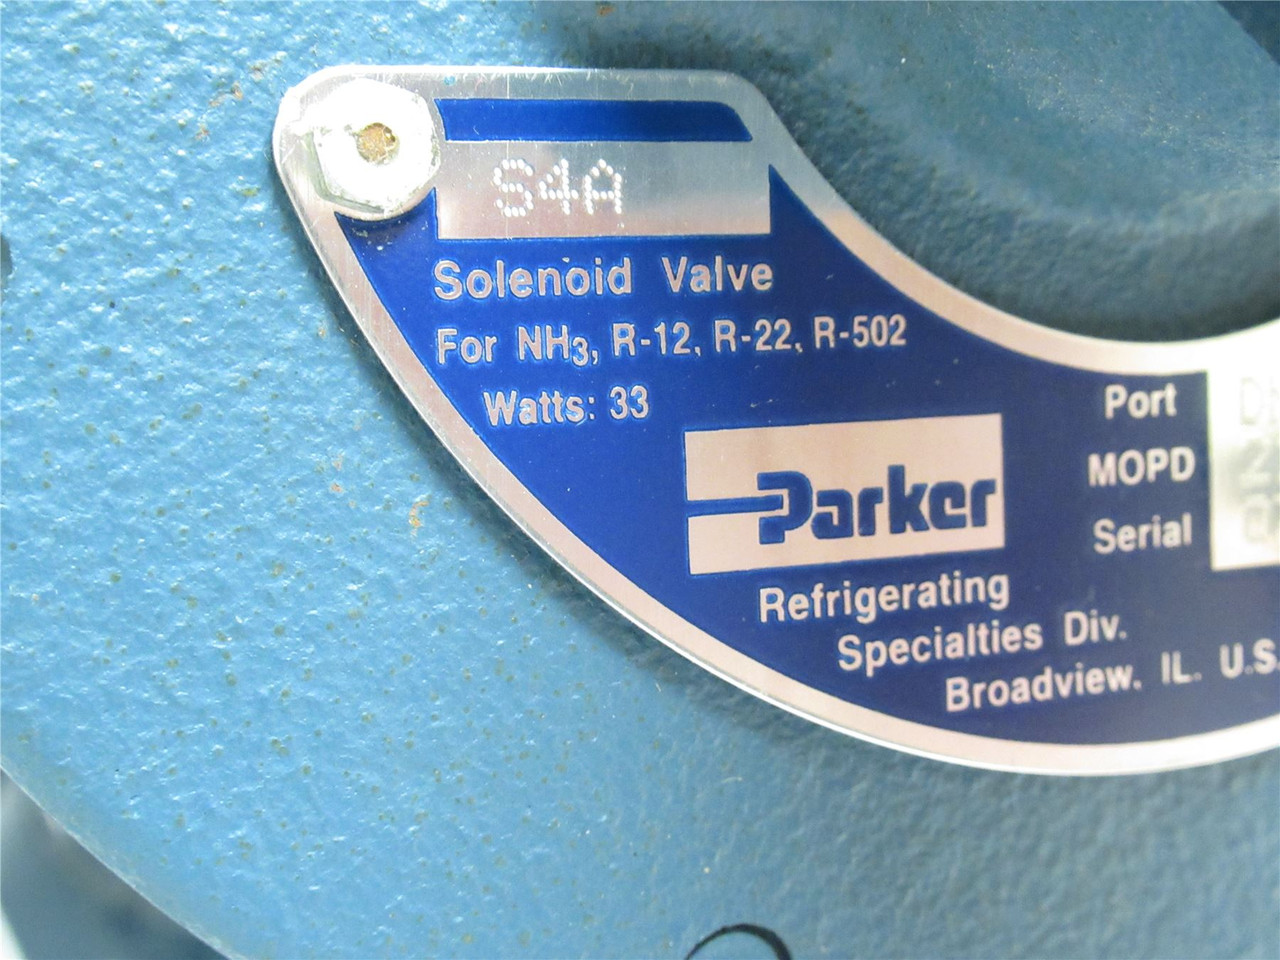 S4A
Solenoid Valve
For NH3, R-12, R-22, R-502
Watts: 33
Parker
Refrigerating
Specialties Div.
Broadview, IL. U.S.
Port
MOPD
Serial